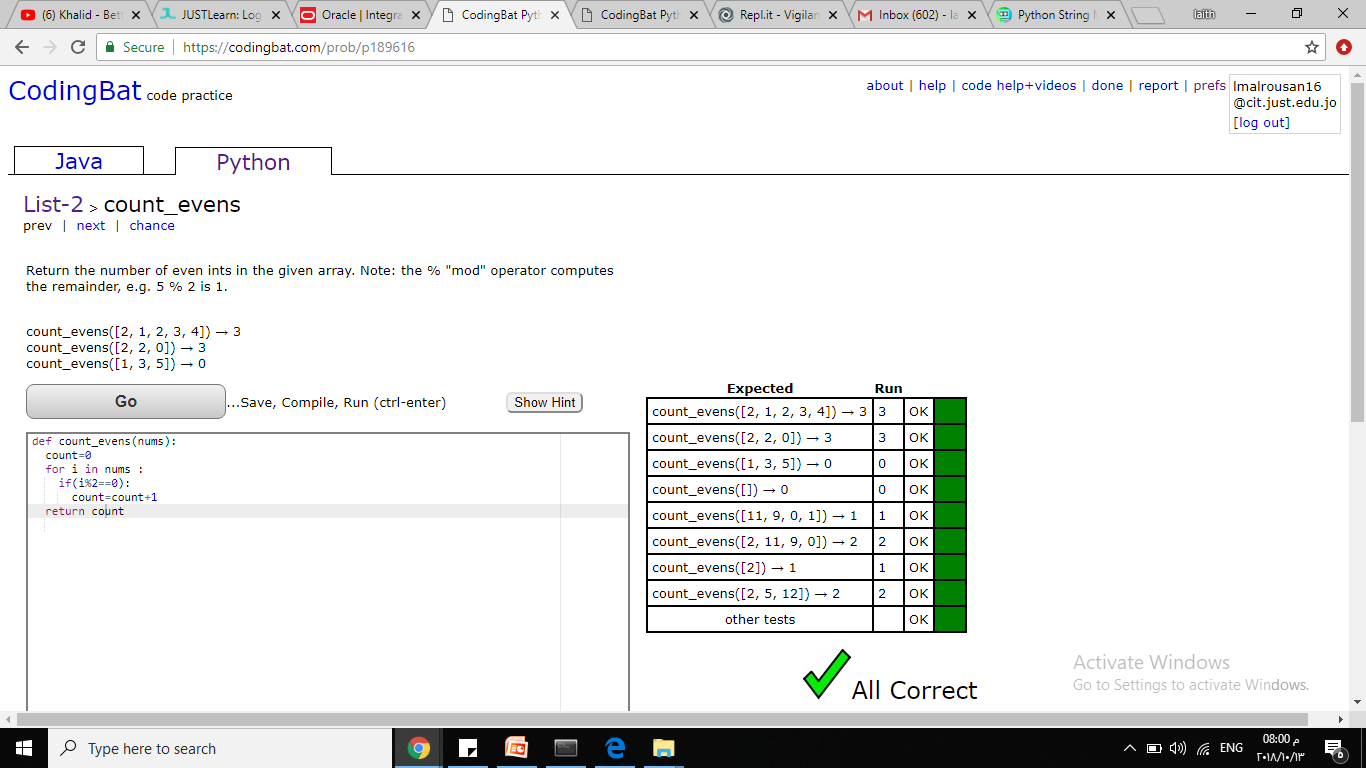 (6) Khalid - Bett
JUSTLearn: Log
Oracle | Integra
CodingBat Pyth
CodingBat Pyth
Repl.it - Vigilan
Inbox (602) - la
Python String M
laith
Secure | https://codingbat.com/prob/p189616
CodingBat code practice
about | help | code help+videos | done | report | prefs
lmalrousan16
@cit.just.edu.jo
[log out]
Java
Python
List-2 > count_evens
prev | next | chance
Return the number of even ints in the given array. Note: the % "mod" operator computes
the remainder, e.g. 5 % 2 is 1.
count_evens([2, 1, 2, 3, 4]) → 3
count_evens([2, 2, 0]) → 3
count_evens([1, 3, 5]) → 0
Go
...Save, Compile, Run (ctrl-enter)
Show Hint
def count_evens(nums):
count=0
for i in nums :
if(i%2==0):
count=count+1
return count
Expected Run
count_evens([2, 1, 2, 3, 4]) → 3 3 OK
count_evens([2, 2, 0]) → 3 3 OK
count_evens([1, 3, 5]) → 0 0 OK
count_evens([]) → 0 0 OK
count_evens([11, 9, 0, 1]) → 1 1 OK
count_evens([2, 11, 9, 0]) → 2 2 OK
count_evens([2]) → 1 1 OK
count_evens([2, 5, 12]) → 2 2 OK
other tests OK
All Correct
Activate Windows
Go to Settings to activate Windows.
Type here to search
ENG
08:00 م
٢٠١٨/١٠/١٣